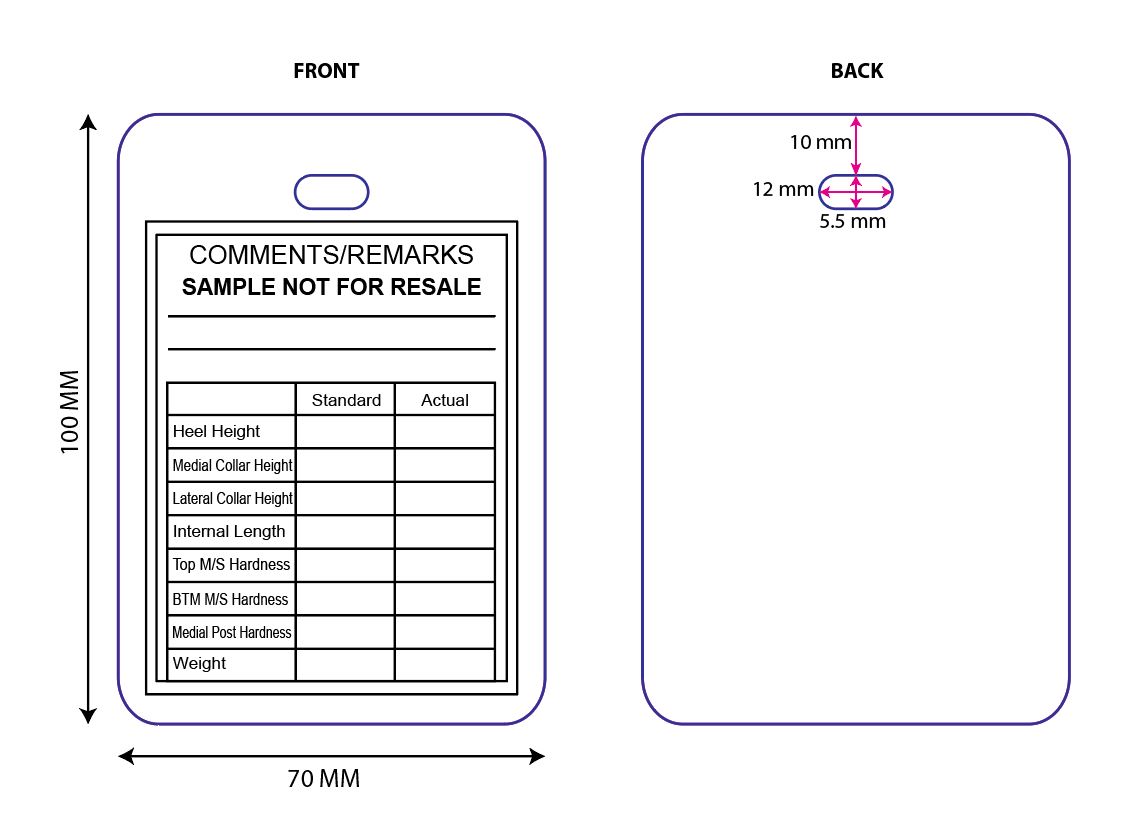 FRONT
BACK
100 MM
COMMENTS/REMARKS
SAMPLE NOT FOR RESALE
Standard Actual
Heel Height
Medial Collar Height
Lateral Collar Height
Internal Length
Top M/S Hardness
BTM M/S Hardness
Medial Post Hardness
Weight
70 MM
10 mm
12 mm
5.5 mm